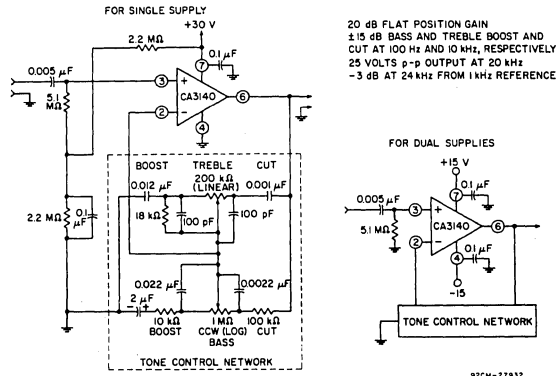 FOR SINGLE SUPPLY
+30 V
2.2 MΩ
0.1 μF
7
0.005 μF
3
+
CA3140
6
5.1
MΩ
2
−
4
BOOST TREBLE CUT
200 kΩ
(LINEAR)
0.012 μF
0.001 μF
18 kΩ
100 pF
100 pF
2.2 MΩ
0.1
μF
0.022 μF
0.0022 μF
2 μF
− +
10 kΩ
BOOST
1 MΩ
CCW (LOG)
BASS
100 kΩ
CUT
TONE CONTROL NETWORK
20 dB FLAT POSITION GAIN
±15 dB BASS AND TREBLE BOOST AND
CUT AT 100 Hz AND 10 kHz, RESPECTIVELY
25 VOLTS p-p OUTPUT AT 20 kHz
−3 dB AT 24 kHz FROM 1 kHz REFERENCE
FOR DUAL SUPPLIES
+15 V
0.1 μF
7
0.005 μF
3
+
CA3140
6
5.1 MΩ
2
−
4
0.1 μF
-15
TONE CONTROL NETWORK
92CM-27932